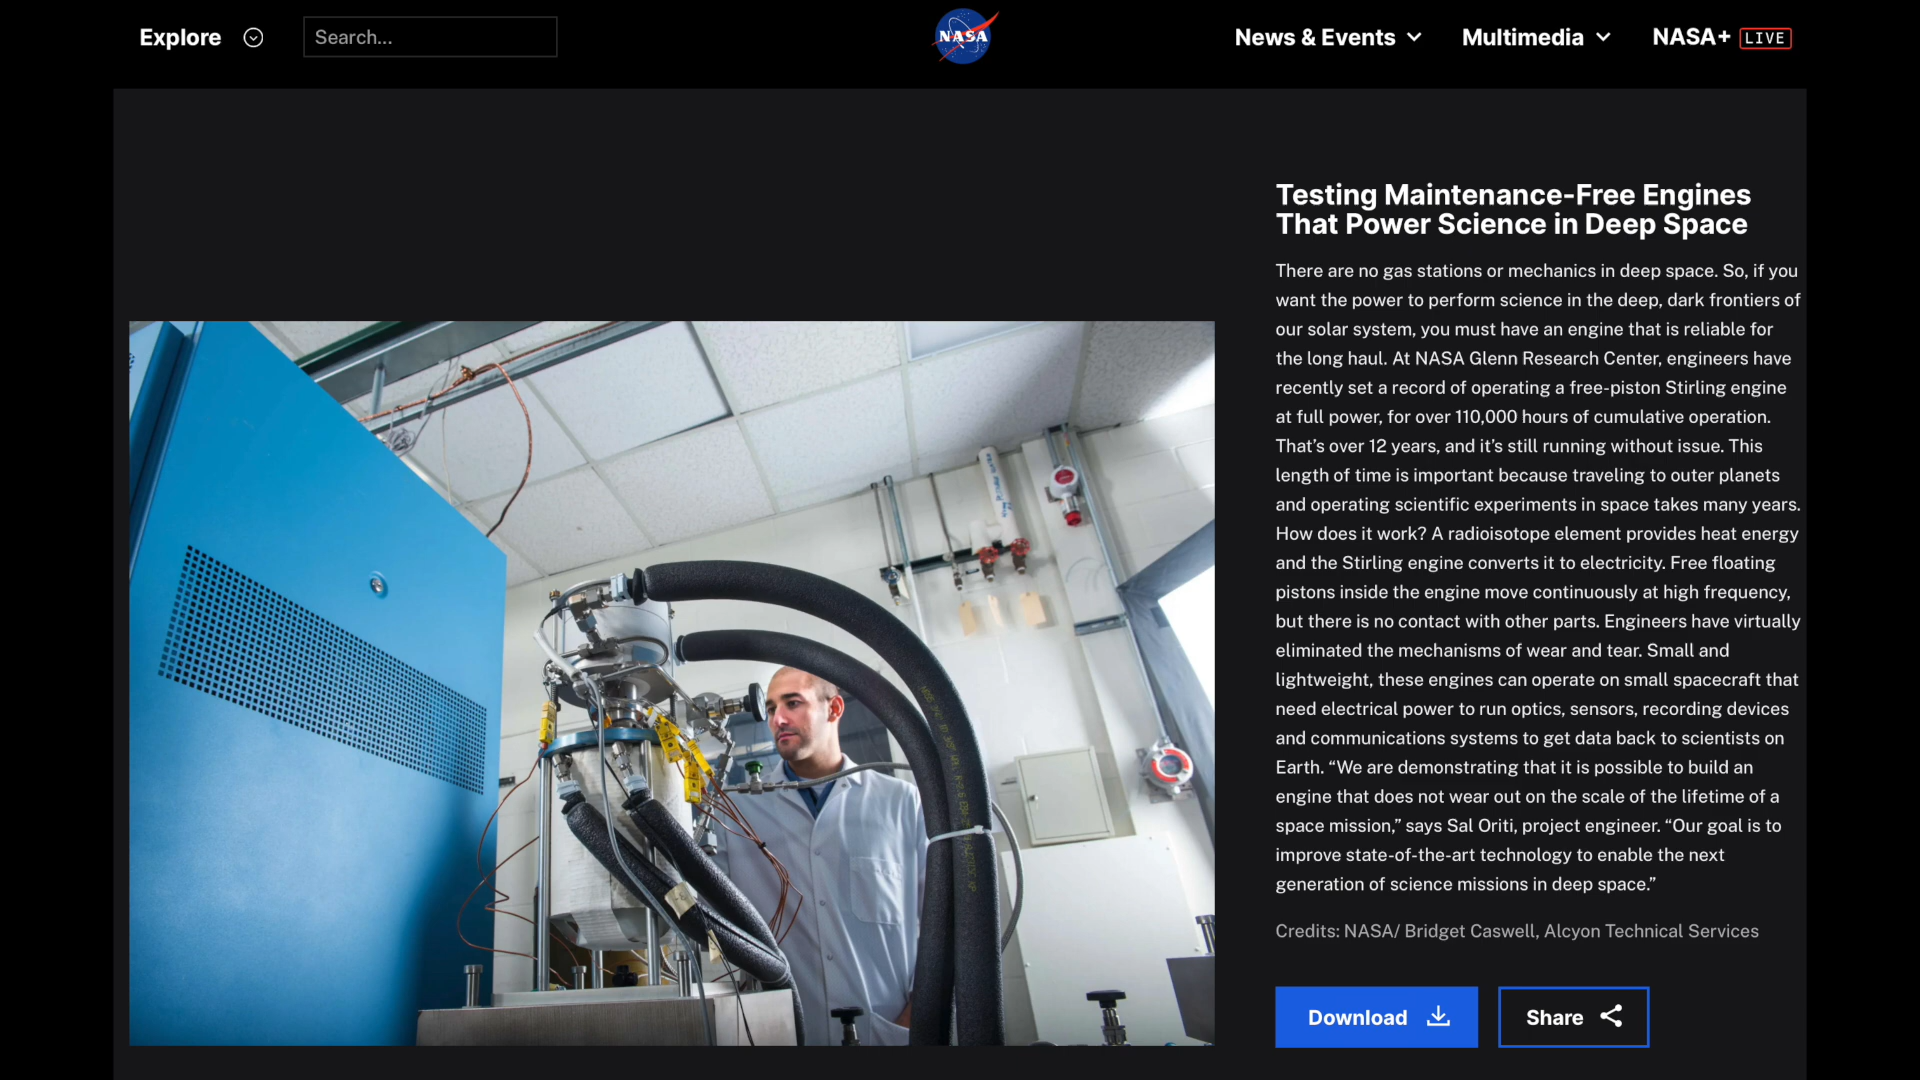 Explore
Search...
NASA
News & Events
Multimedia
NASA+ LIVE
Testing Maintenance-Free Engines
That Power Science in Deep Space
There are no gas stations or mechanics in deep space. So, if you
want the power to perform science in the deep, dark frontiers of
our solar system, you must have an engine that is reliable for
the long haul. At NASA Glenn Research Center, engineers have
recently set a record of operating a free-piston Stirling engine
at full power, for over 110,000 hours of cumulative operation.
That’s over 12 years, and it’s still running without issue. This
length of time is important because traveling to outer planets
and operating scientific experiments in space takes many years.
How does it work? A radioisotope element provides heat energy
and the Stirling engine converts it to electricity. Free floating
pistons inside the engine move continuously at high frequency,
but there is no contact with other parts. Engineers have virtually
eliminated the mechanisms of wear and tear. Small and
lightweight, these engines can operate on small spacecraft that
need electrical power to run optics, sensors, recording devices
and communications systems to get data back to scientists on
Earth. “We are demonstrating that it is possible to build an
engine that does not wear out on the scale of the lifetime of a
space mission,” says Sal Oriti, project engineer. “Our goal is to
improve state-of-the-art technology to enable the next
generation of science missions in deep space.”
Credits: NASA/ Bridget Caswell, Alcyon Technical Services
Download
Share